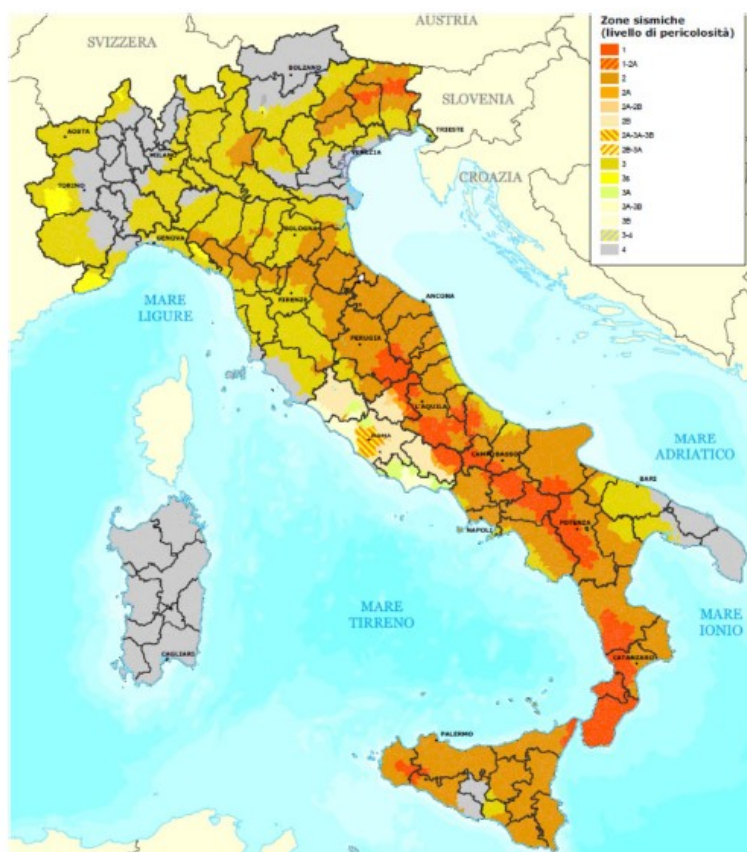 AUSTRIA
SVIZZERA
BOLZANO
SLOVENIA
AOSTA
TRIESTE
MILANO
VENEZIA
CROAZIA
TORINO
GENOVA
BOLOGNA
FIRENZE
ANCONA
MARE
LIGURE
PERUGIA
L'AQUILA
ROMA
CAMPOBASSO
MARE
ADRIATICO
BARI
NAPOLI
POTENZA
MARE
TIRRENO
MARE
IONIO
CAGLIARI
CATANZARO
PALERMO
Zone sismiche
(livello di pericolosità)
1
1-2A
2
2A
2A-2B
2B
2A-3A-3B
2B-3A
3
3s
3A
3A-3B
3B
3-4
4